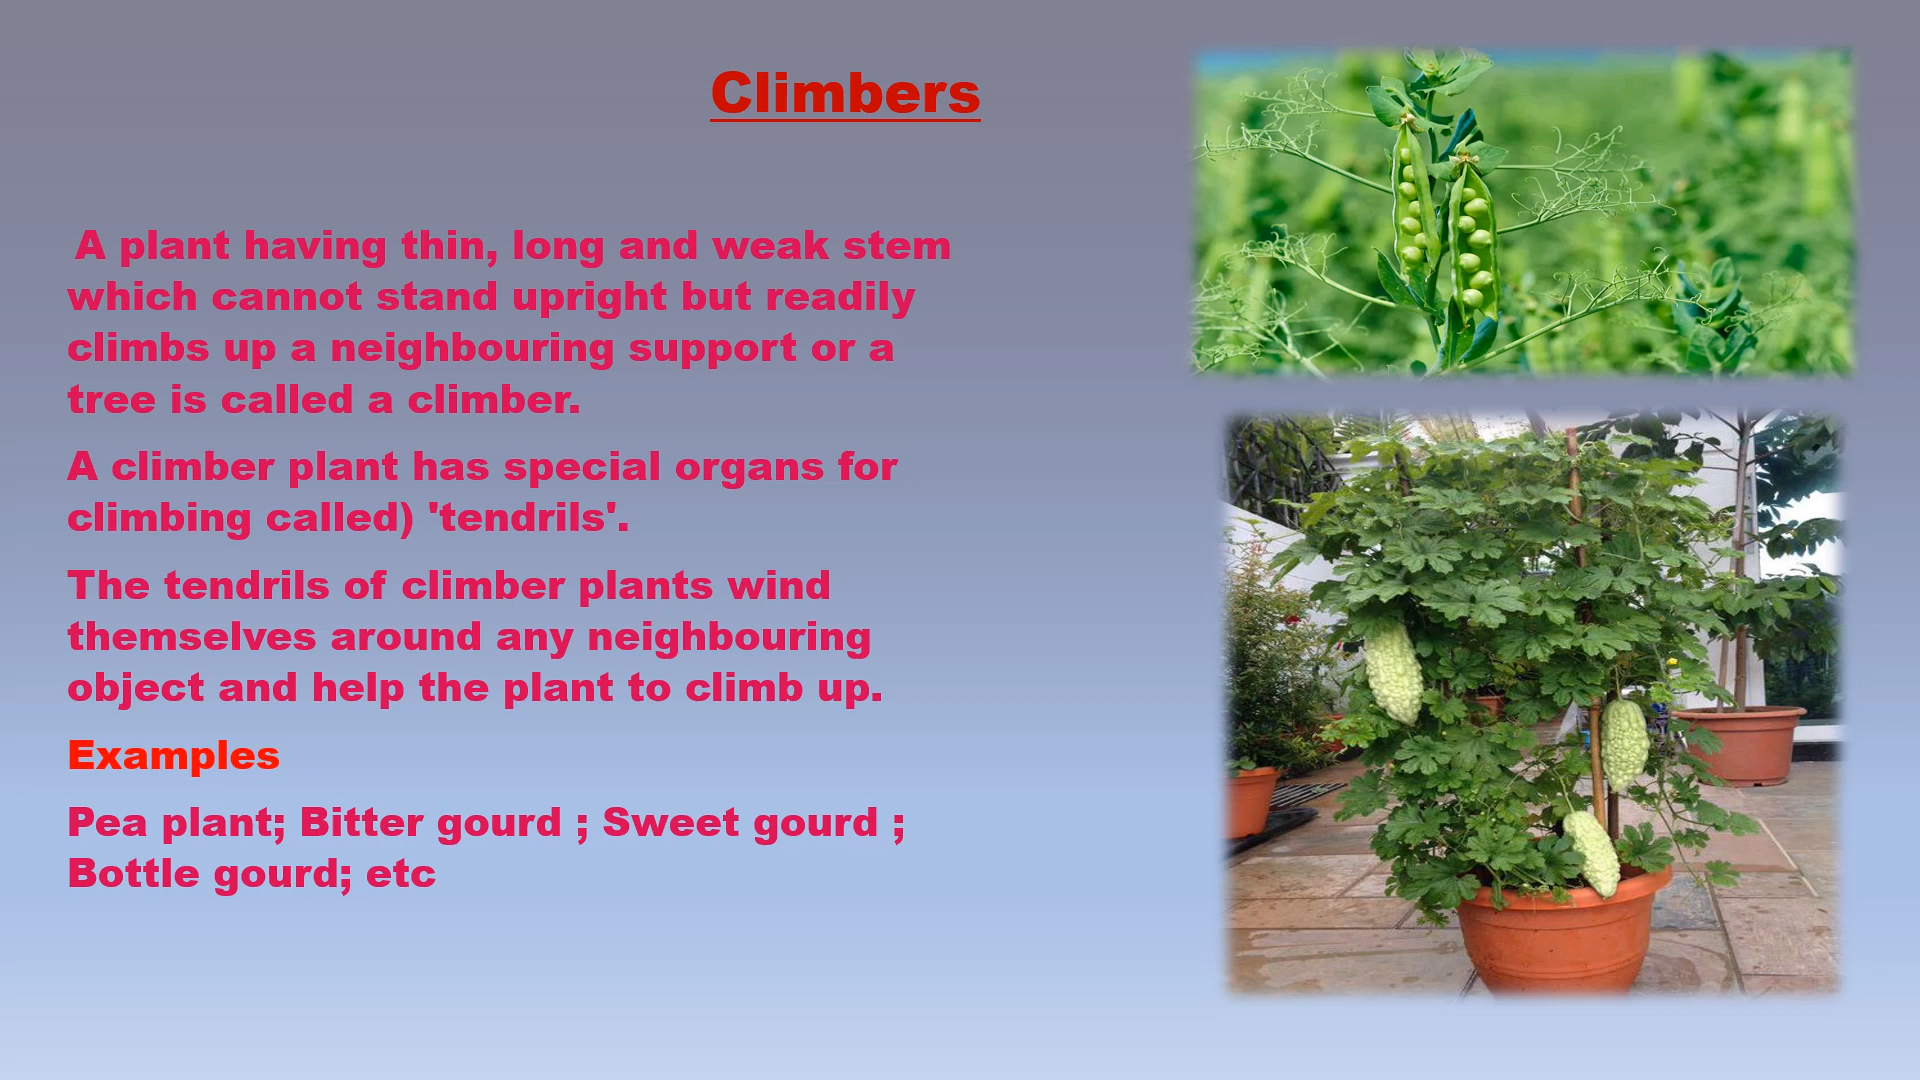 Climbers
A plant having thin, long and weak stem
which cannot stand upright but readily
climbs up a neighbouring support or a
tree is called a climber.
A climber plant has special organs for
climbing called) 'tendrils'.
The tendrils of climber plants wind
themselves around any neighbouring
object and help the plant to climb up.
Examples
Pea plant; Bitter gourd ; Sweet gourd ;
Bottle gourd; etc